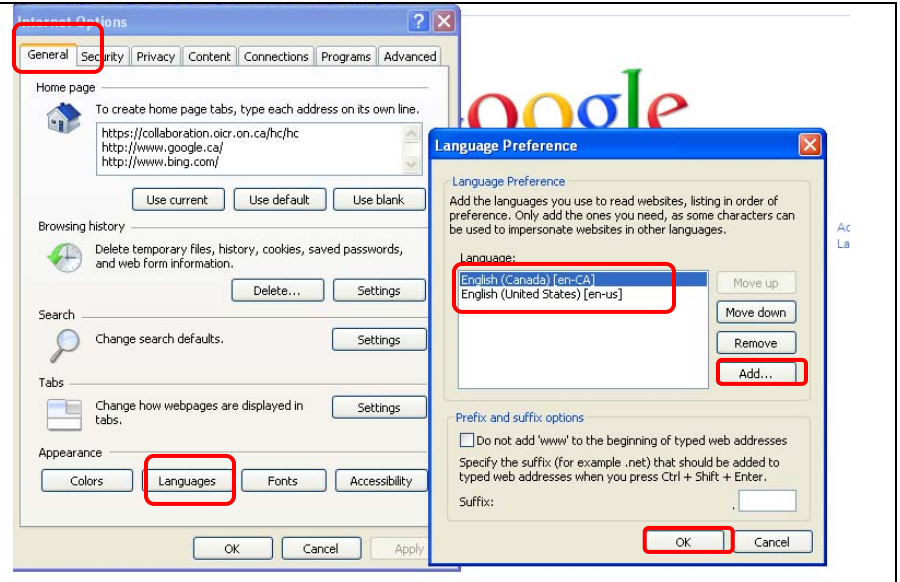 Internet Options
General
Security
Privacy
Content
Connections
Programs
Advanced
Home page
To create home page tabs, type each address on its own line.
https://collaboration.oicr.on.ca/hc/hc
http://www.google.ca/
http://www.bing.com/
Use current
Use default
Use blank
Browsing history
Delete temporary files, history, cookies, saved passwords,
and web form information.
Delete...
Settings
Search
Change search defaults.
Settings
Tabs
Change how webpages are displayed in
tabs.
Settings
Appearance
Colors
Languages
Fonts
Accessibility
OK
Cancel
Apply
oogle
Language Preference
Language Preference
Add the languages you use to read websites, listing in order of
preference. Only add the ones you need, as some characters can
be used to impersonate websites in other languages.
Language:
English (Canada) [en-CA]
English (United States) [en-us]
Move up
Move down
Remove
Add...
Prefix and suffix options
Do not add 'www' to the beginning of typed web addresses
Specify the suffix (for example .net) that should be added to
typed web addresses when you press Ctrl + Shift + Enter.
Suffix:
.
OK
Cancel
Ac
La